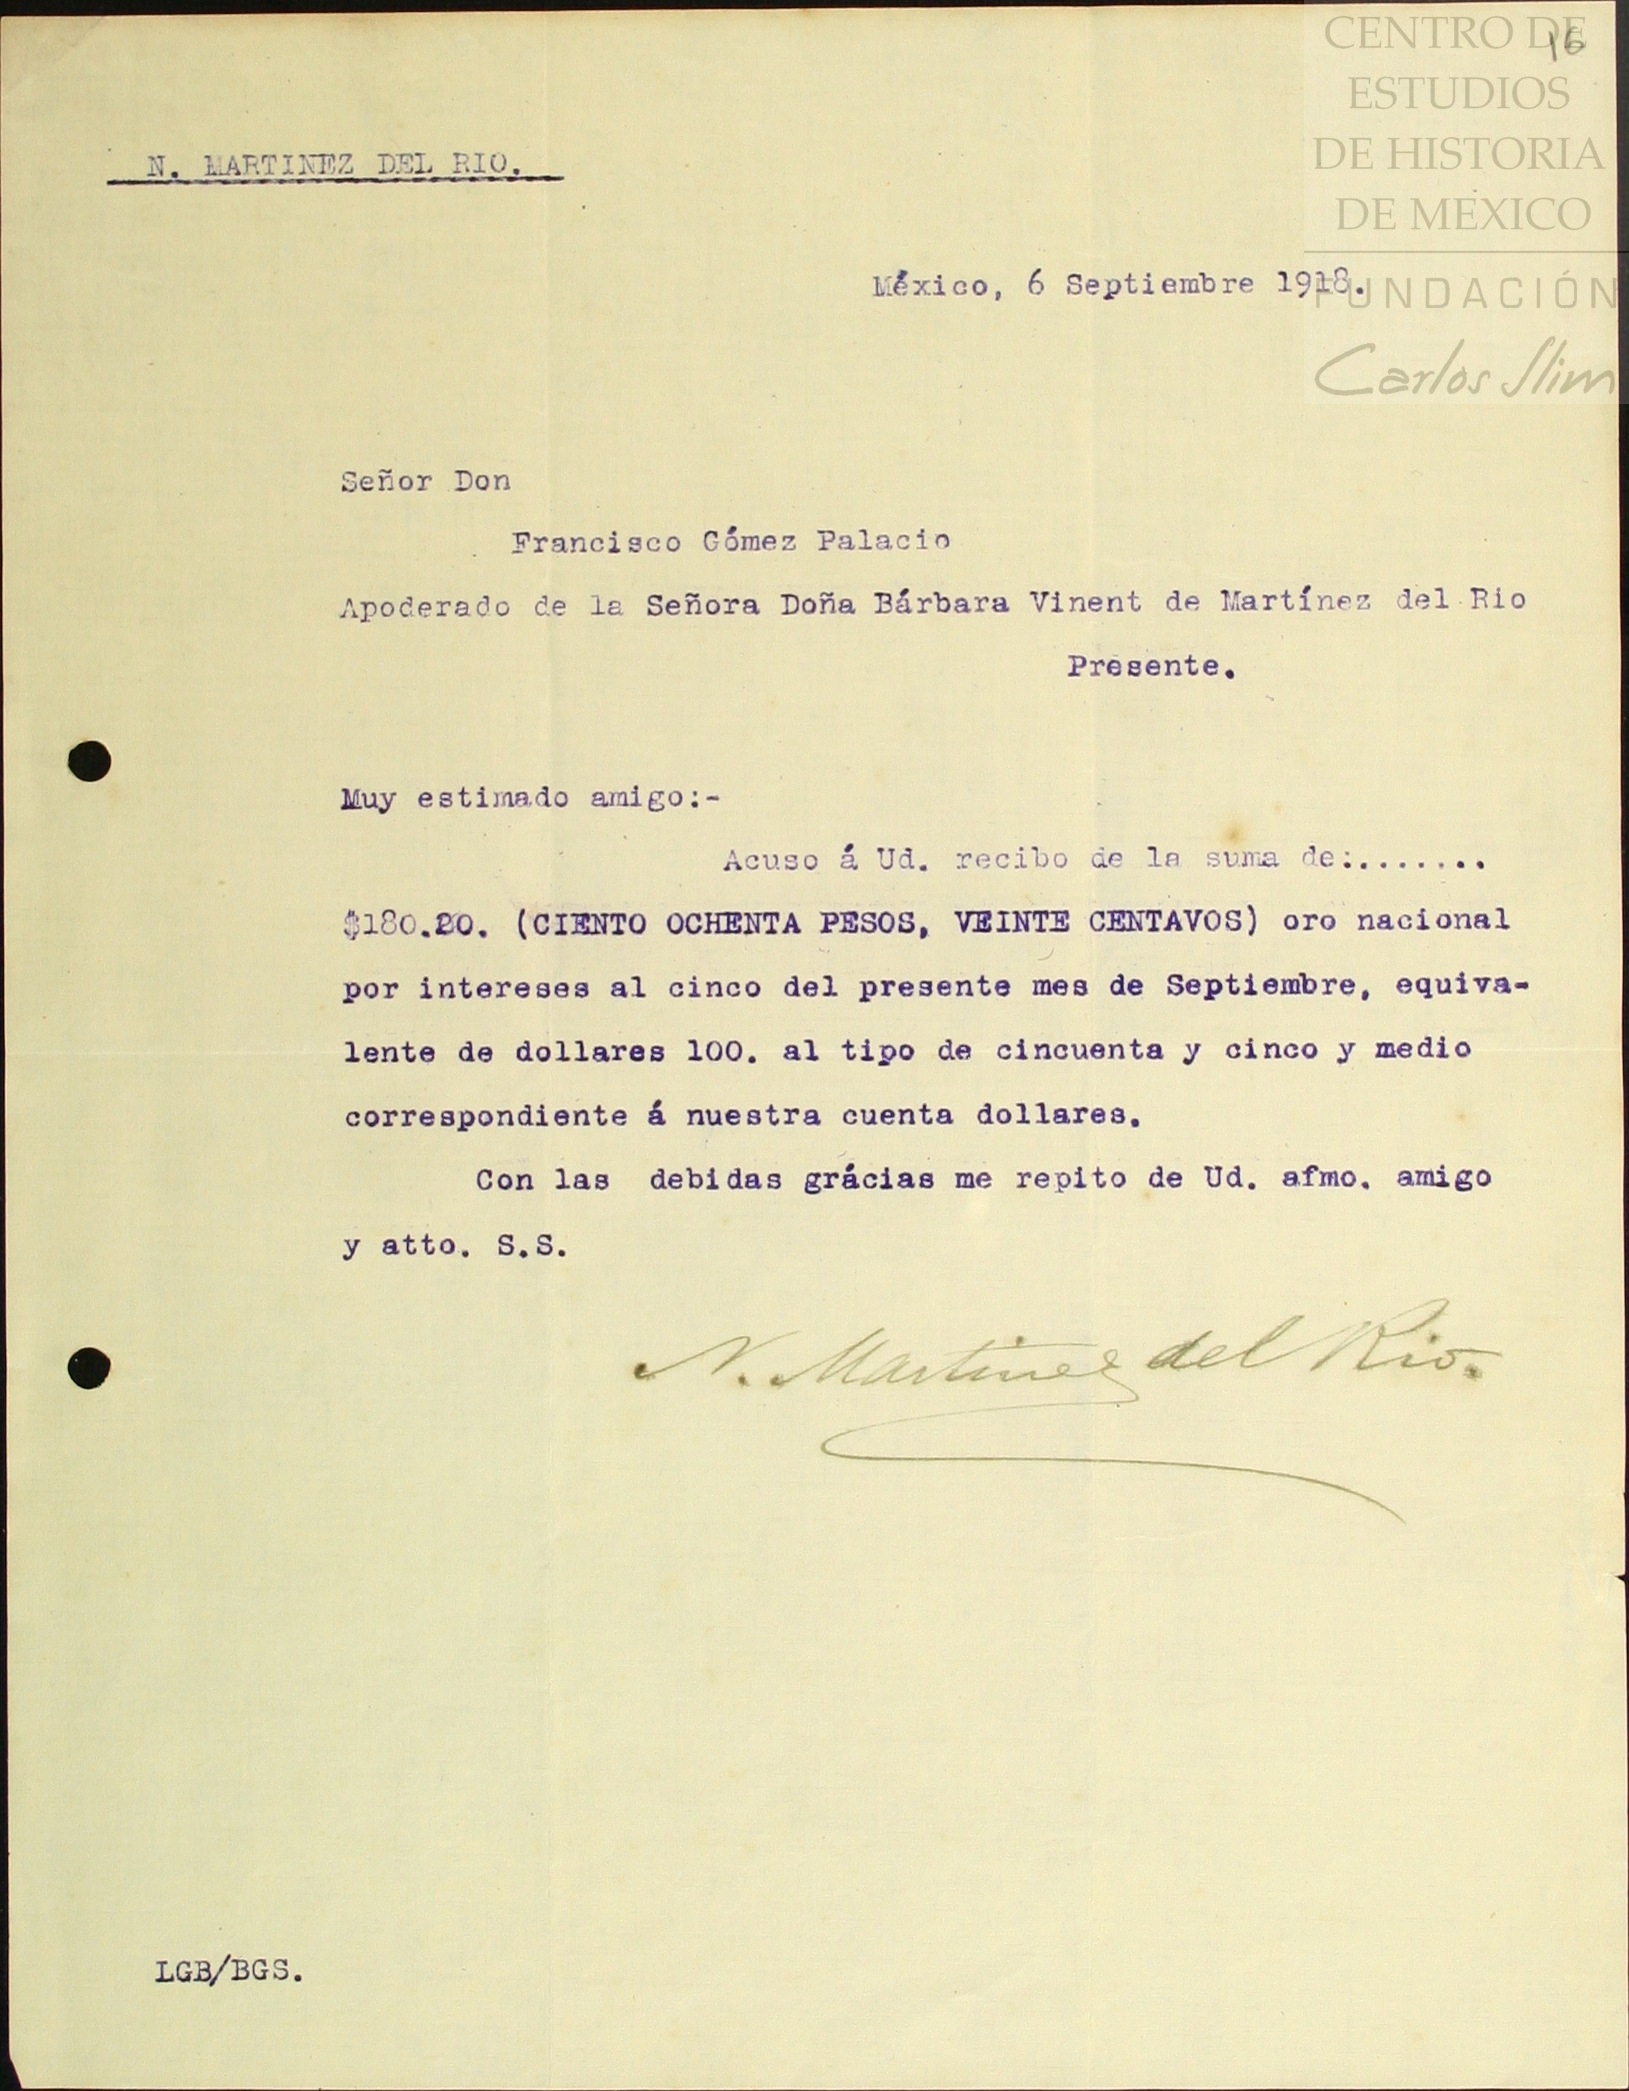 16
CENTRO DE
ESTUDIOS
DE HISTORIA
DE MÉXICO
FUNDACIÓN
Carlos Slim
N. MARTINEZ DEL RIO.
México, 6 Septiembre 1918.
Señor Don
Francisco Gómez Palacio
Apoderado de la Señora Doña Bárbara Vinent de Martínez del Rio
Presente.
Muy estimado amigo:-
Acuso á Ud. recibo de la suma de:.......
$180.20. (CIENTO OCHENTA PESOS, VEINTE CENTAVOS) oro nacional
por intereses al cinco del presente mes de Septiembre, equiva-
lente de dollares 100. al tipo de cincuenta y cinco y medio
correspondiente á nuestra cuenta dollares.
Con las debidas grácias me repito de Ud. afmo. amigo
y atto. S.S.
N. Martinez del Rio.
LGB/BGS.